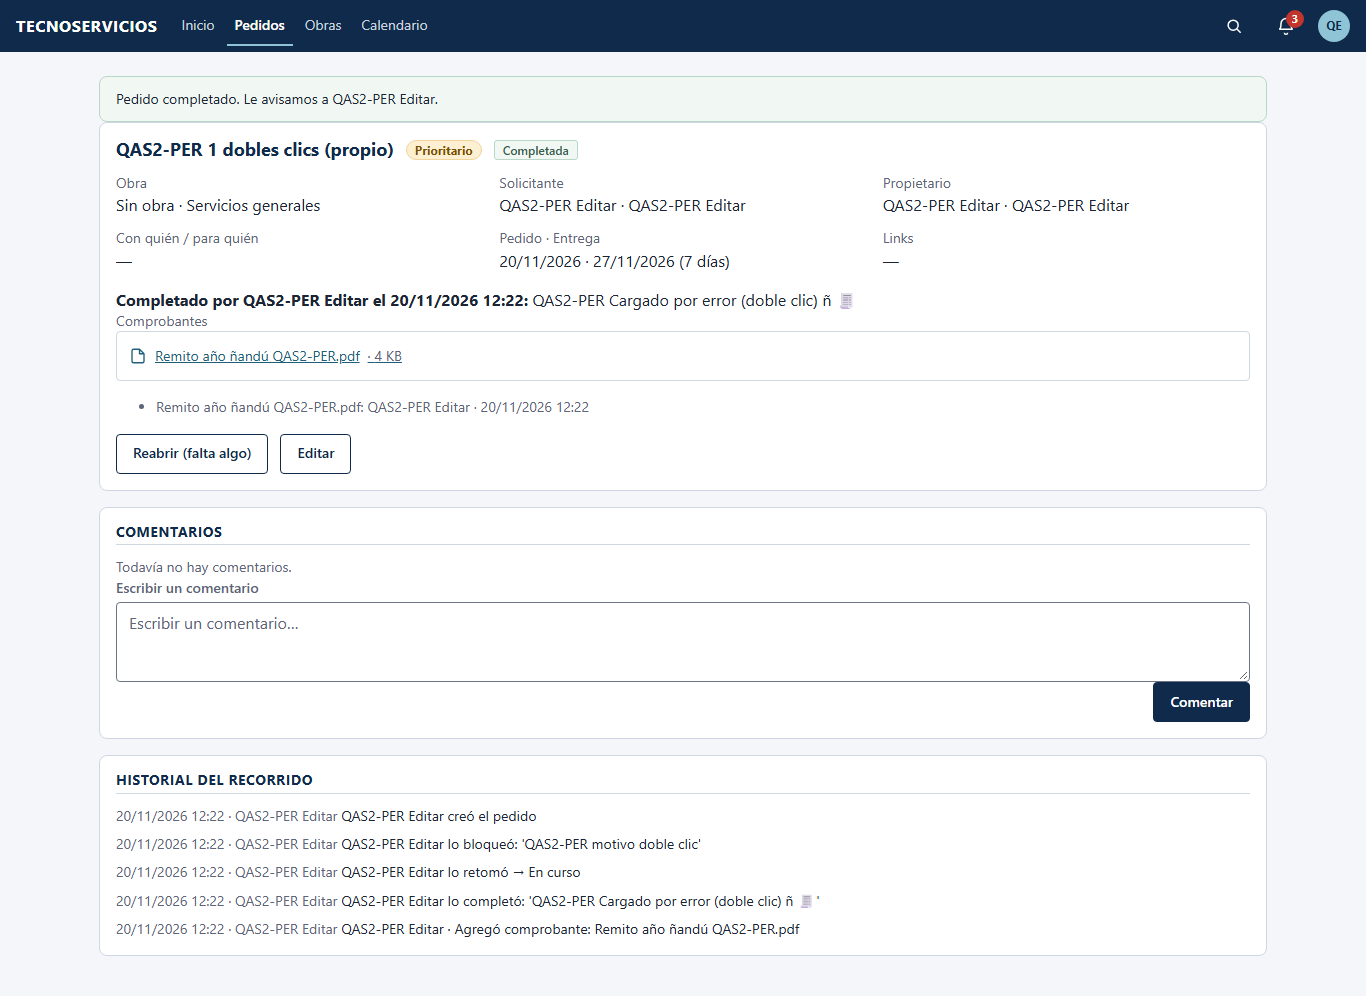 TECNOSERVICIOS Inicio Pedidos Obras Calendario 3 QE
Pedido completado. Le avisamos a QAS2-PER Editar.
QAS2-PER 1 dobles clics (propio) Prioritario Completada
Obra Solicitante Propietario
Sin obra · Servicios generales QAS2-PER Editar · QAS2-PER Editar QAS2-PER Editar · QAS2-PER Editar
Con quién / para quién Pedido · Entrega Links
— 20/11/2026 · 27/11/2026 (7 días) —
Completado por QAS2-PER Editar el 20/11/2026 12:22: QAS2-PER Cargado por error (doble clic) ñ 🧾
Comprobantes
Remito año ñandú QAS2-PER.pdf · 4 KB
• Remito año ñandú QAS2-PER.pdf: QAS2-PER Editar · 20/11/2026 12:22
Reabrir (falta algo) Editar
COMENTARIOS
Todavía no hay comentarios.
Escribir un comentario
Escribir un comentario...
Comentar
HISTORIAL DEL RECORRIDO
20/11/2026 12:22 · QAS2-PER Editar QAS2-PER Editar creó el pedido
20/11/2026 12:22 · QAS2-PER Editar QAS2-PER Editar lo bloqueó: 'QAS2-PER motivo doble clic'
20/11/2026 12:22 · QAS2-PER Editar QAS2-PER Editar lo retomó → En curso
20/11/2026 12:22 · QAS2-PER Editar QAS2-PER Editar lo completó: 'QAS2-PER Cargado por error (doble clic) ñ 🧾'
20/11/2026 12:22 · QAS2-PER Editar QAS2-PER Editar · Agregó comprobante: Remito año ñandú QAS2-PER.pdf